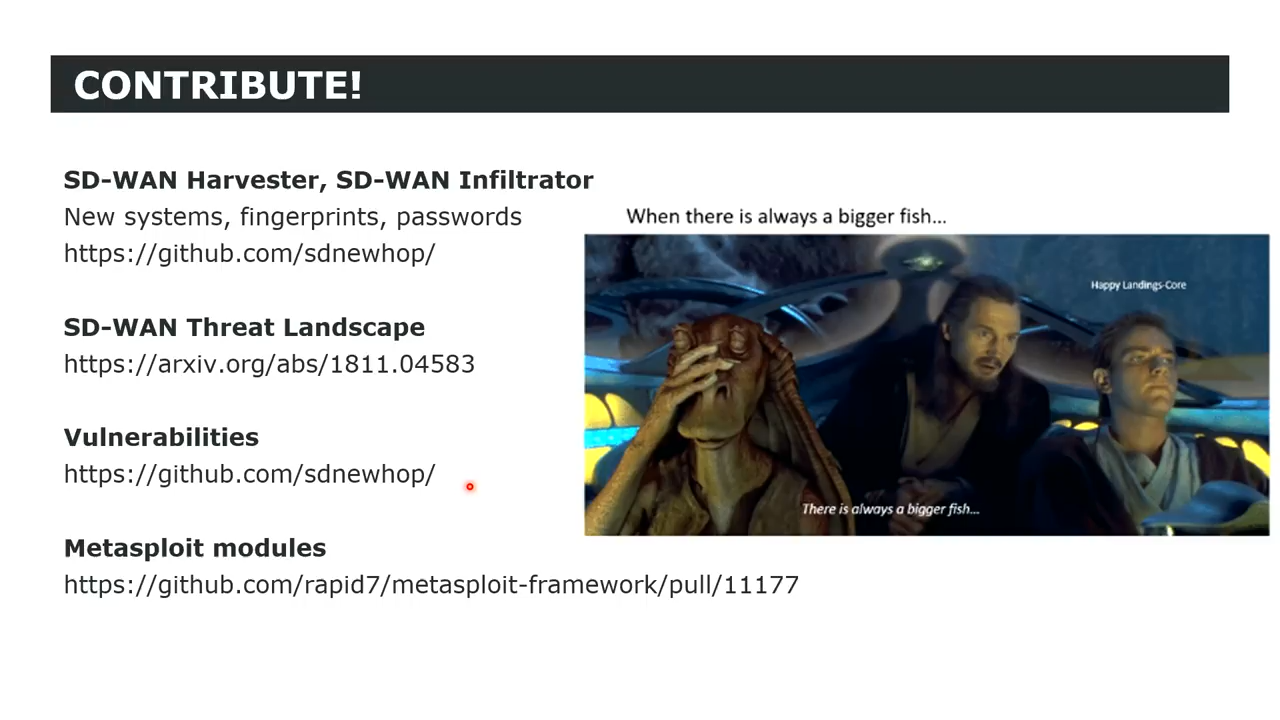 CONTRIBUTE!
SD-WAN Harvester, SD-WAN Infiltrator
New systems, fingerprints, passwords
https://github.com/sdnewhop/
SD-WAN Threat Landscape
https://arxiv.org/abs/1811.04583
Vulnerabilities
https://github.com/sdnewhop/
Metasploit modules
https://github.com/rapid7/metasploit-framework/pull/11177
When there is always a bigger fish...
Happy Landings-Core
There is always a bigger fish...